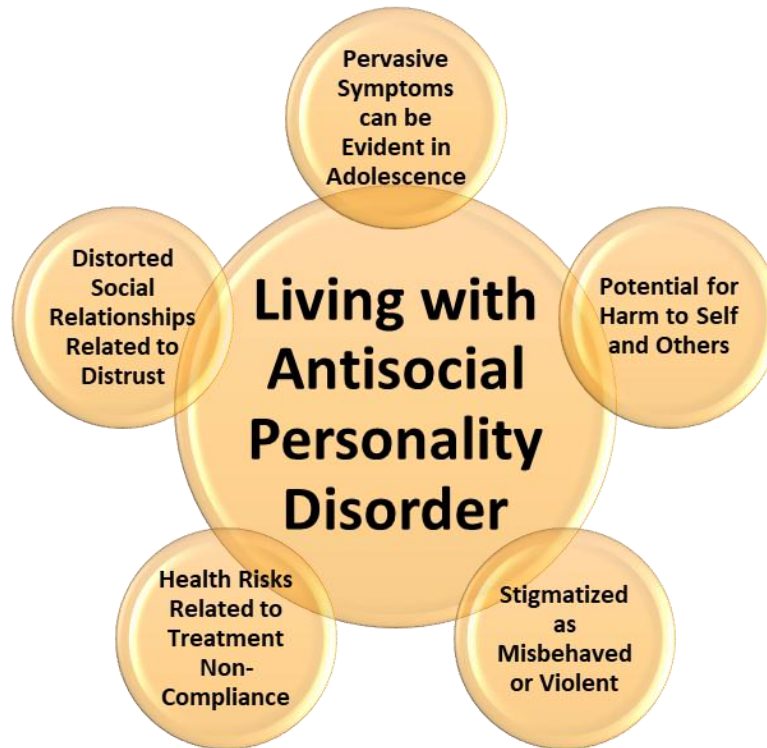 Pervasive
Symptoms
can be
Evident in
Adolescence
Distorted
Social
Relationships
Related to
Distrust
Living with
Antisocial
Personality
Disorder
Potential for
Harm to Self
and Others
Health Risks
Related to
Treatment
Non-
Compliance
Stigmatized
as
Misbehaved
or Violent